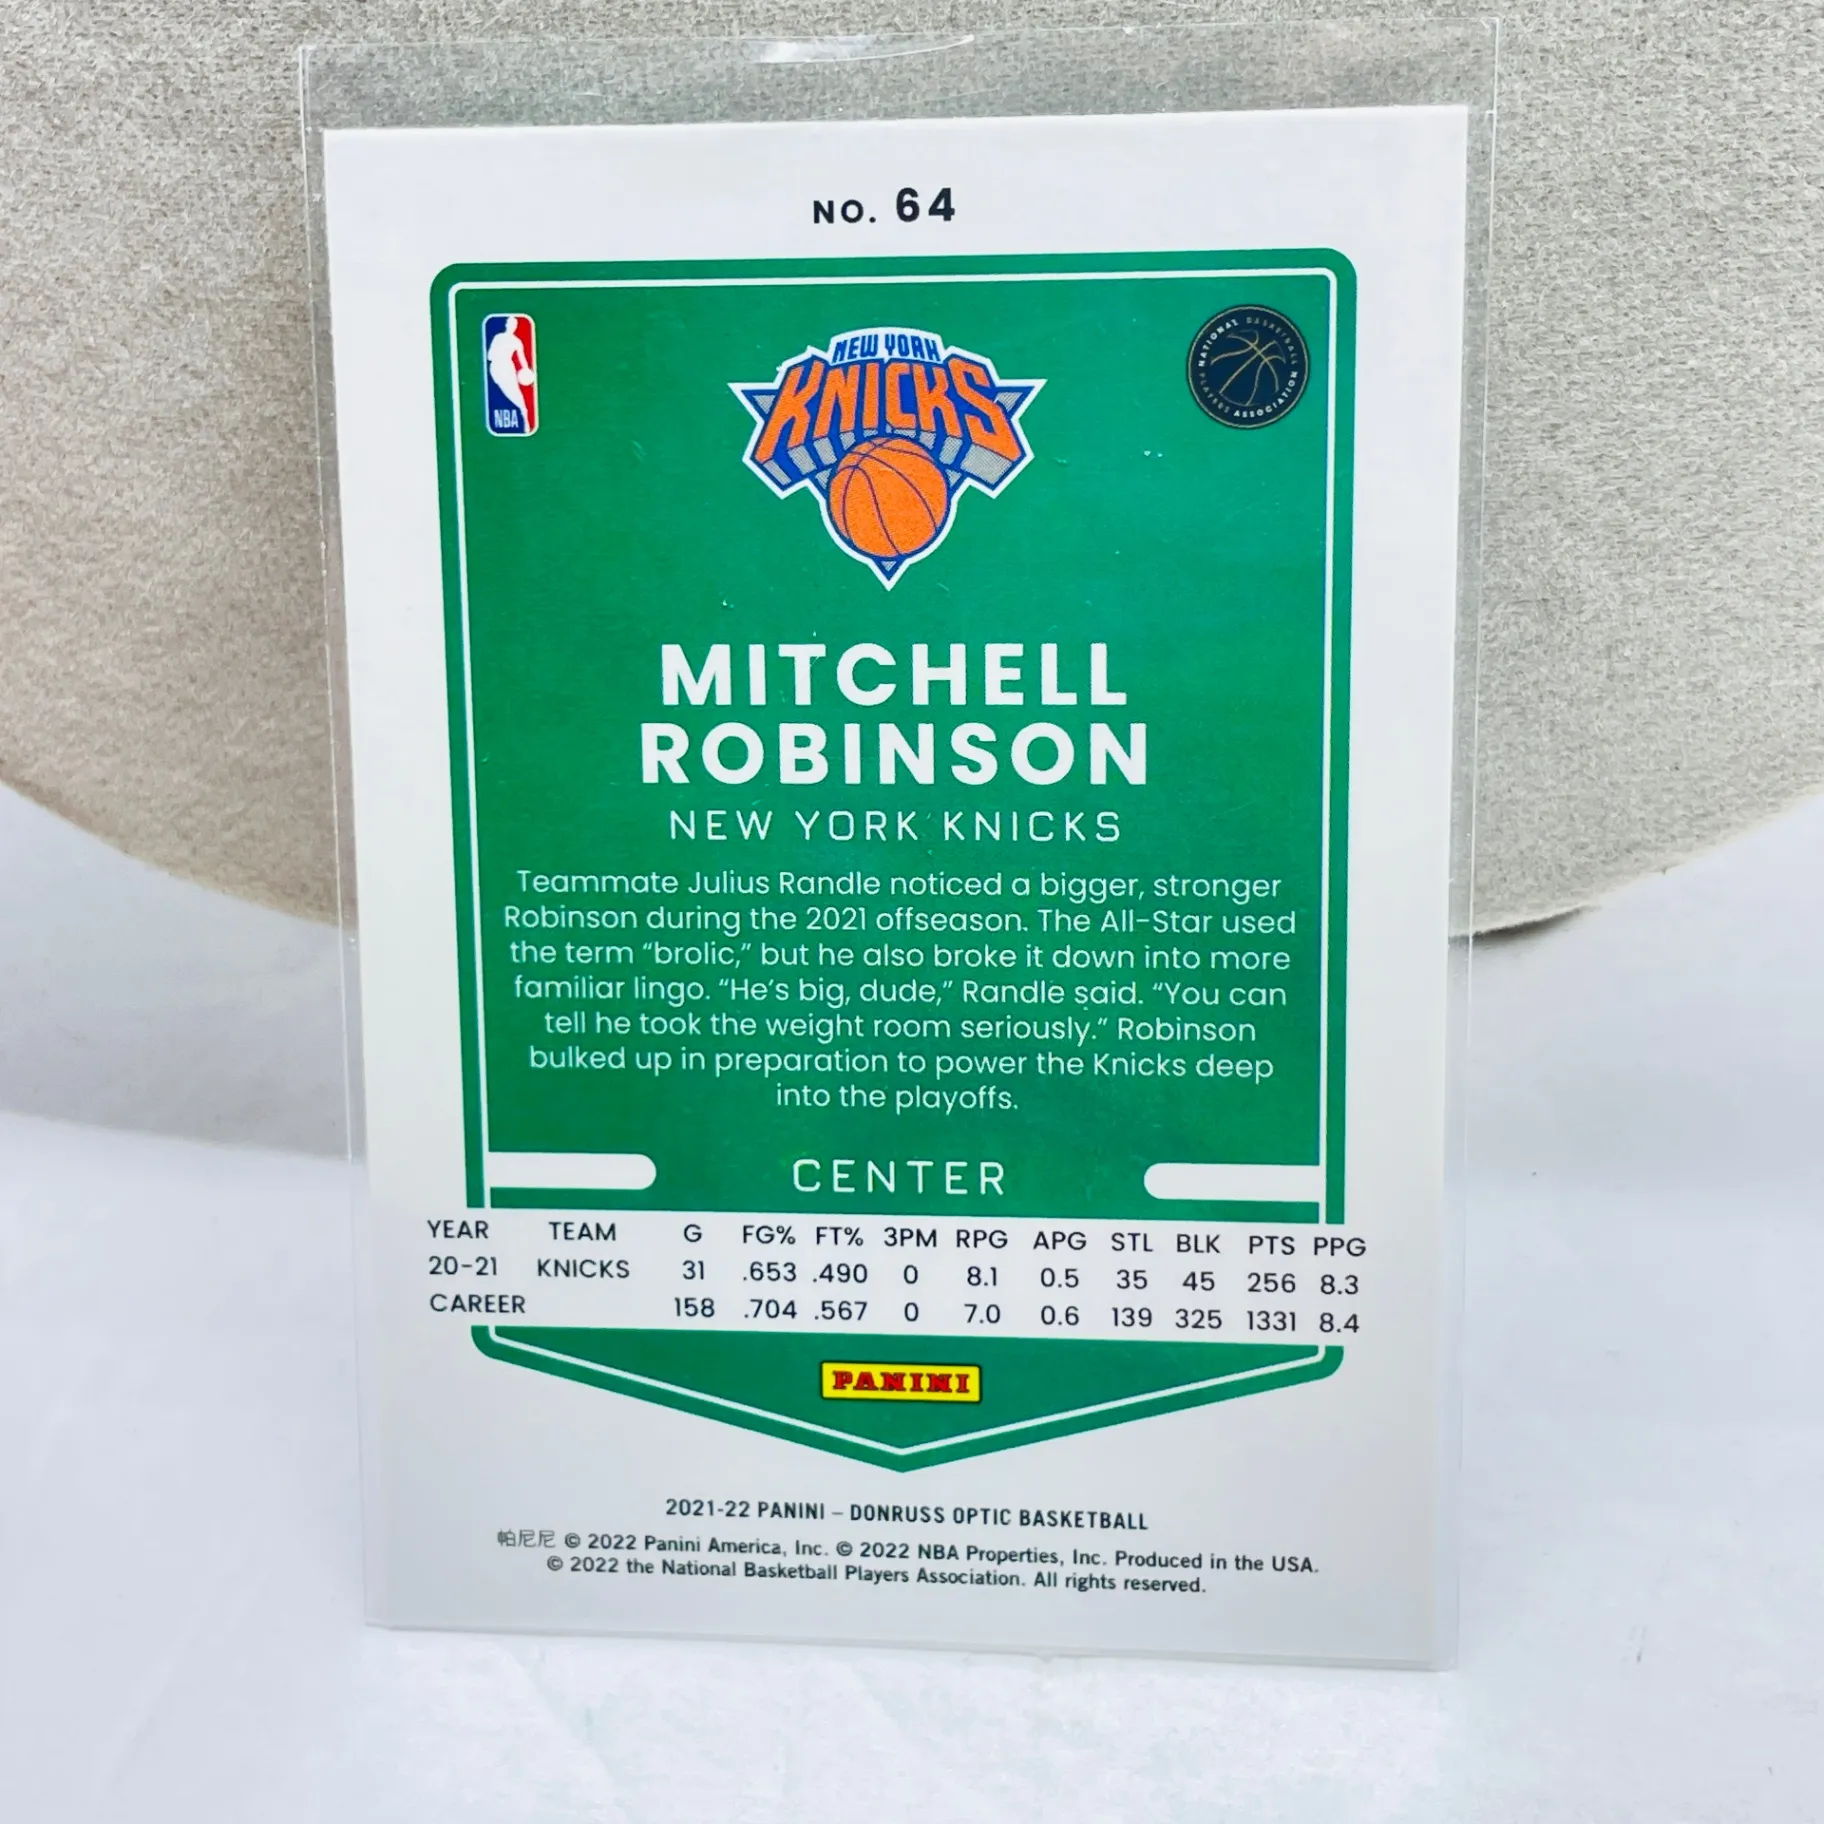 NO. 64
NBA
NEW YORK
KNICKS
NATIONAL BASKETBALL PLAYERS ASSOCIATION
MITCHELL
ROBINSON
NEW YORK KNICKS
Teammate Julius Randle noticed a bigger, stronger
Robinson during the 2021 offseason. The All-Star used
the term “brolic,” but he also broke it down into more
familiar lingo. “He’s big, dude,” Randle said. “You can
tell he took the weight room seriously.” Robinson
bulked up in preparation to power the Knicks deep
into the playoffs.
CENTER
YEAR TEAM G FG% FT% 3PM RPG APG STL BLK PTS PPG
20-21 KNICKS 31 .653 .490 0 8.1 0.5 35 45 256 8.3
CAREER 158 .704 .567 0 7.0 0.6 139 325 1331 8.4
PANINI
2021-22 PANINI – DONRUSS OPTIC BASKETBALL
帕尼尼 © 2022 Panini America, Inc. © 2022 NBA Properties, Inc. Produced in the USA.
© 2022 the National Basketball Players Association. All rights reserved.